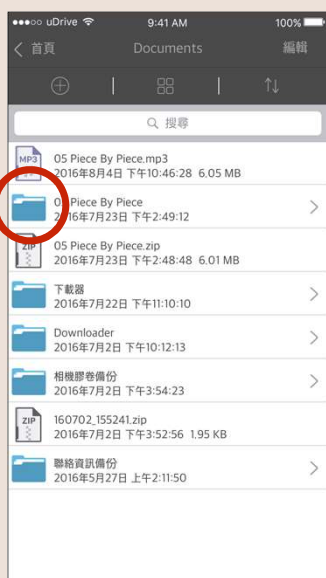 uDrive 9:41 AM 100%
首頁 Documents 編輯
搜尋
MP3 05 Piece By Piece.mp3
2016年8月4日 下午10:46:28 6.05 MB
Piece By Piece
2016年7月23日 下午2:49:12
ZIP 05 Piece By Piece.zip
2016年7月23日 下午2:48:48 6.01 MB
下載器
2016年7月22日 下午11:10:10
Downloader
2016年7月2日 下午10:12:13
相機膠卷備份
2016年7月2日 下午3:54:23
ZIP 160702_155241.zip
2016年7月2日 下午3:52:56 1.95 KB
聯絡資訊備份
2016年5月27日 上午2:11:50